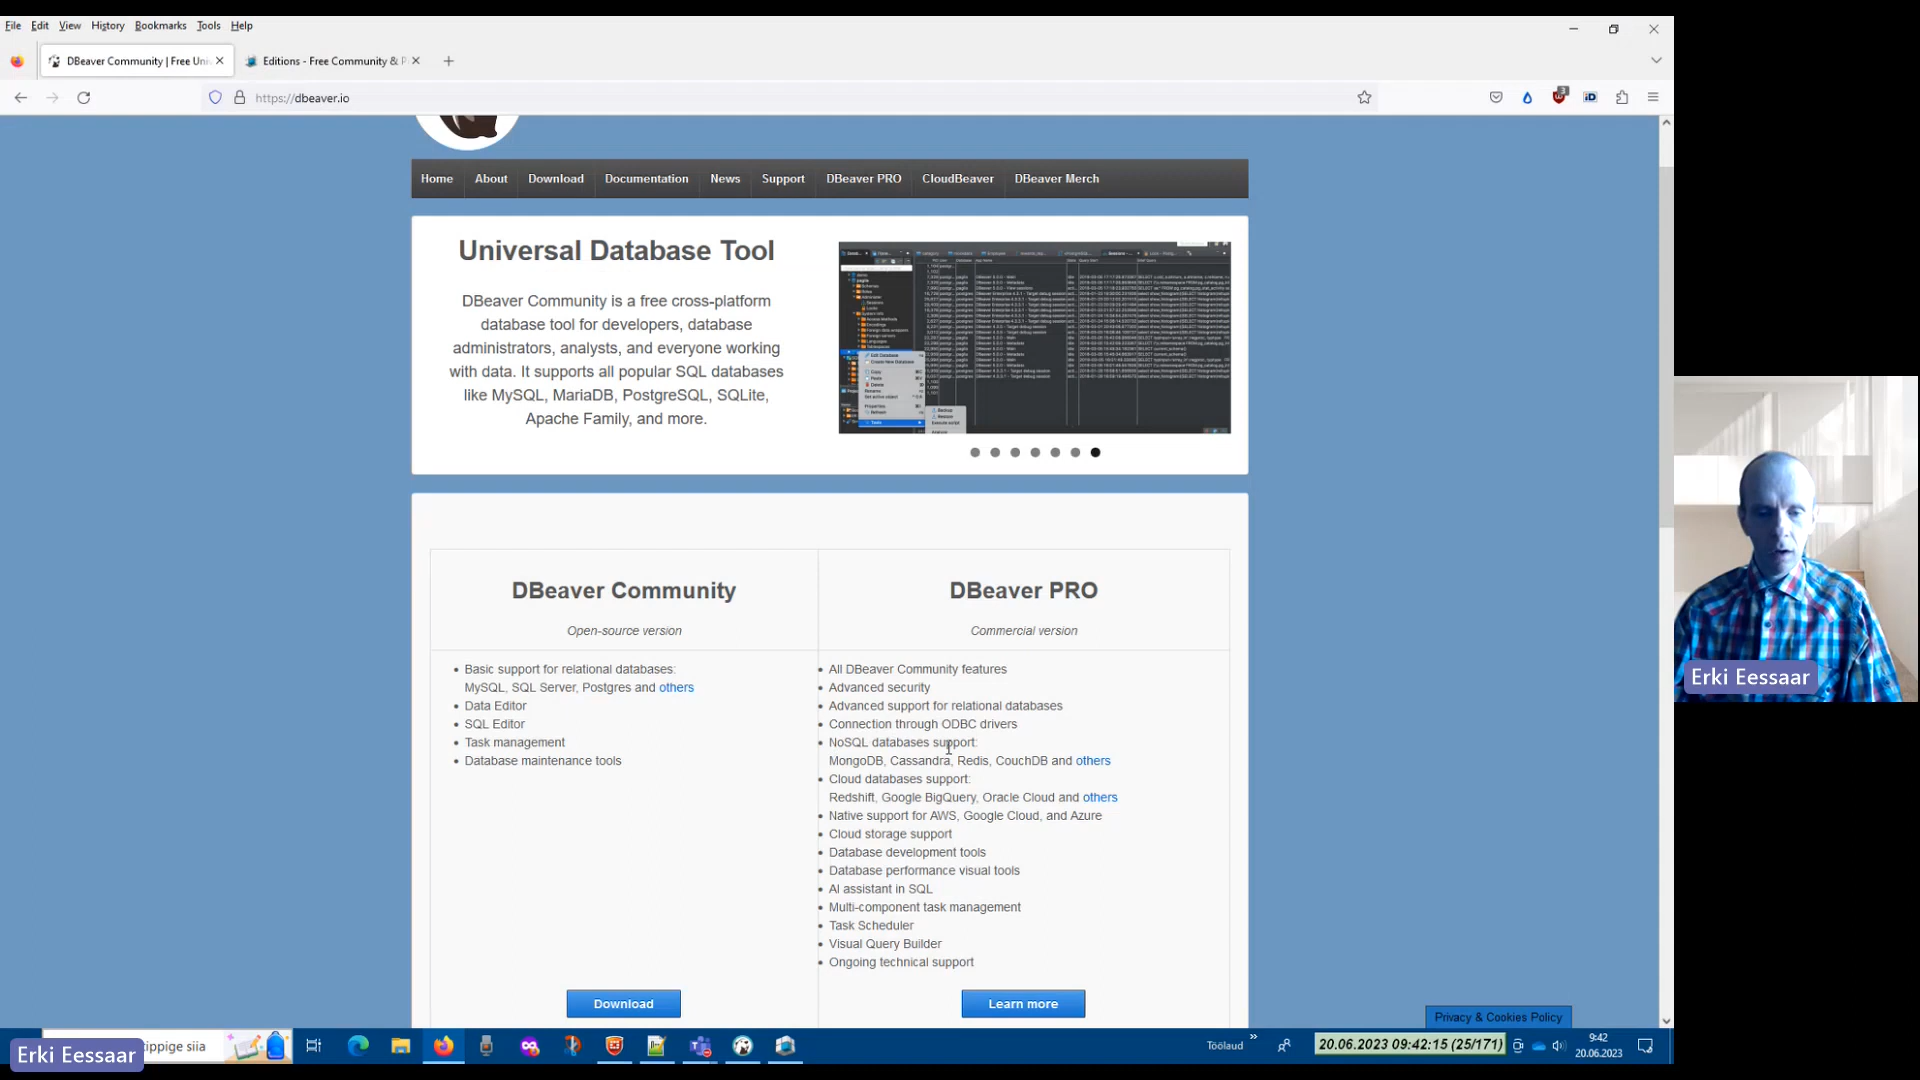 File Edit View History Bookmarks Tools Help
DBeaver Community | Free Uni
Editions - Free Community & P
https://dbeaver.io
3
iD
Home About Download Documentation News Support DBeaver PRO CloudBeaver DBeaver Merch
Universal Database Tool
DBeaver Community is a free cross-platform
database tool for developers, database
administrators, analysts, and everyone working
with data. It supports all popular SQL databases
like MySQL, MariaDB, PostgreSQL, SQLite,
Apache Family, and more.
DBeaver Community
Open-source version
Basic support for relational databases:
MySQL, SQL Server, Postgres and others
Data Editor
SQL Editor
Task management
Database maintenance tools
Download
DBeaver PRO
Commercial version
All DBeaver Community features
Advanced security
Advanced support for relational databases
Connection through ODBC drivers
NoSQL databases support:
MongoDB, Cassandra, Redis, CouchDB and others
Cloud databases support:
Redshift, Google BigQuery, Oracle Cloud and others
Native support for AWS, Google Cloud, and Azure
Cloud storage support
Database development tools
Database performance visual tools
AI assistant in SQL
Multi-component task management
Task Scheduler
Visual Query Builder
Ongoing technical support
Learn more
Privacy & Cookies Policy
Erki Eessaar
Erki Eessaar
tippige siia
Töölaud
20.06.2023 09:42:15 (25/171)
9:42
20.06.2023